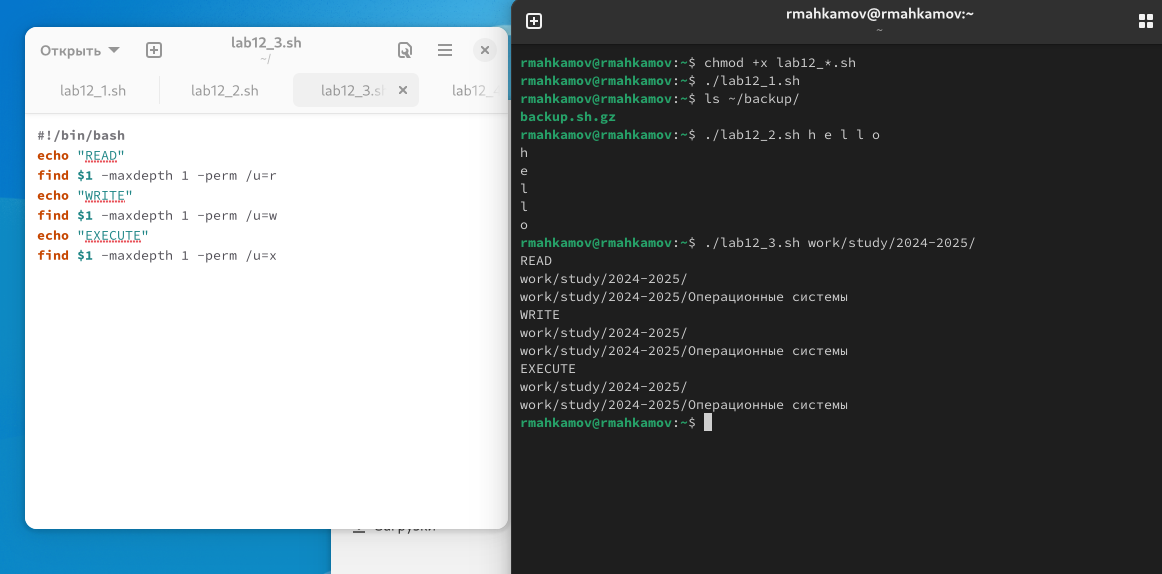 Открыть
lab12_3.sh
~/
lab12_1.sh
lab12_2.sh
lab12_3.sh
lab12_4
#!/bin/bash
echo "READ"
find $1 -maxdepth 1 -perm /u=r
echo "WRITE"
find $1 -maxdepth 1 -perm /u=w
echo "EXECUTE"
find $1 -maxdepth 1 -perm /u=x
Загрузки
rmahkamov@rmahkamov:~
~
rmahkamov@rmahkamov:~$ chmod +x lab12_*.sh
rmahkamov@rmahkamov:~$ ./lab12_1.sh
rmahkamov@rmahkamov:~$ ls ~/backup/
backup.sh.gz
rmahkamov@rmahkamov:~$ ./lab12_2.sh h e l l o
h
e
l
l
o
rmahkamov@rmahkamov:~$ ./lab12_3.sh work/study/2024-2025/
READ
work/study/2024-2025/
work/study/2024-2025/Операционные системы
WRITE
work/study/2024-2025/
work/study/2024-2025/Операционные системы
EXECUTE
work/study/2024-2025/
work/study/2024-2025/Операционные системы
rmahkamov@rmahkamov:~$